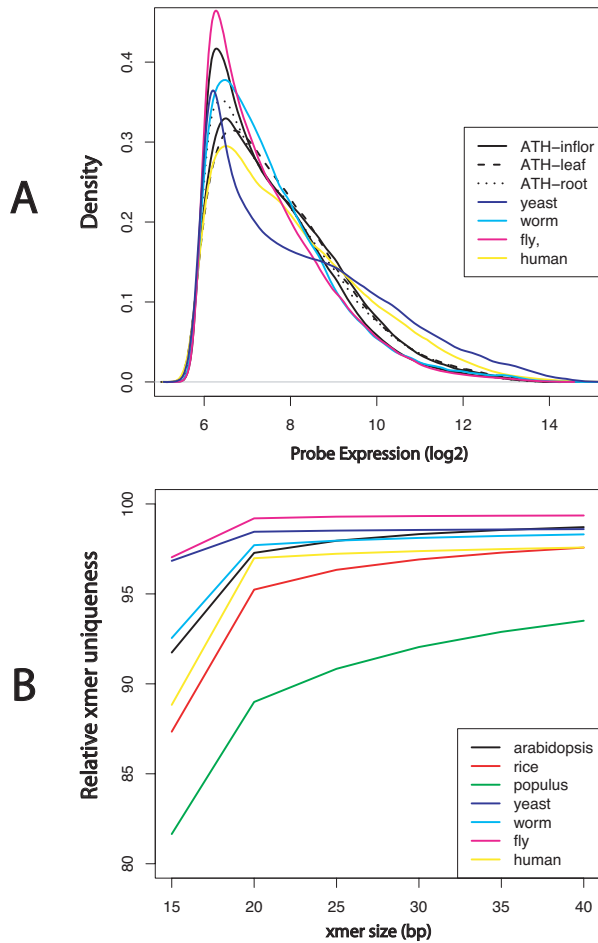 A
Density
0.0
0.1
0.2
0.3
0.4
ATH-inflor
ATH-leaf
ATH-root
yeast
worm
fly,
human
6
8
10
12
14
Probe Expression (log2)
B
Relative xmer uniqueness
80
85
90
95
100
arabidopsis
rice
populus
yeast
worm
fly
human
15
20
25
30
35
40
xmer size (bp)